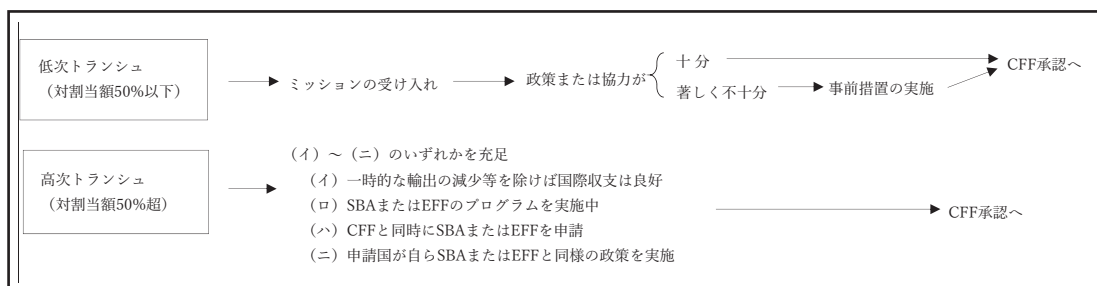 低次トランシュ
（対割当額50%以下）
ミッションの受け入れ
政策または協力が
十 分
著しく不十分
事前措置の実施
CFF承認へ
高次トランシュ
（対割当額50%超）
（イ）～（ニ）のいずれかを充足
（イ）一時的な輸出の減少等を除けば国際収支は良好
（ロ）SBAまたはEFFのプログラムを実施中
（ハ）CFFと同時にSBAまたはEFFを申請
（ニ）申請国が自らSBAまたはEFFと同様の政策を実施
CFF承認へ